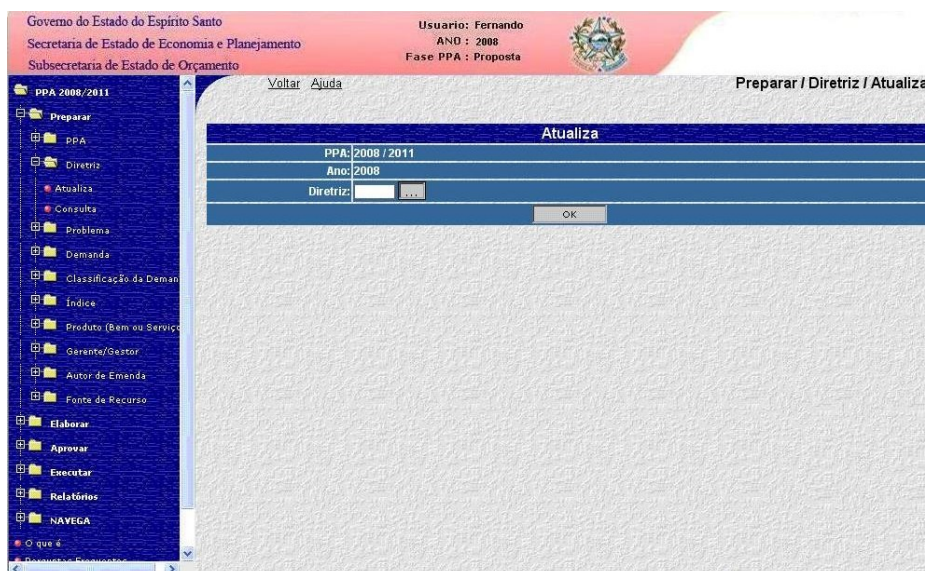 Governo do Estado do Espírito Santo
Secretaria de Estado de Economia e Planejamento
Subsecretaria de Estado de Orçamento
Usuario: Fernando
ANO : 2008
Fase PPA : Proposta
Voltar Ajuda
Preparar / Diretriz / Atualiza
PPA 2008/2011
Preparar
PPA
Diretriz
Atualiza
Consulta
Problema
Demanda
Classificação da Deman
Índice
Produto (Bem ou Serviço
Gerente/Gestor
Autor de Emenda
Fonte de Recurso
Elaborar
Aprovar
Executar
Relatórios
NAVEGA
O que é
Perguntas Frequentes
Atualiza
PPA: 2008 / 2011
Ano: 2008
Diretriz: ...
OK